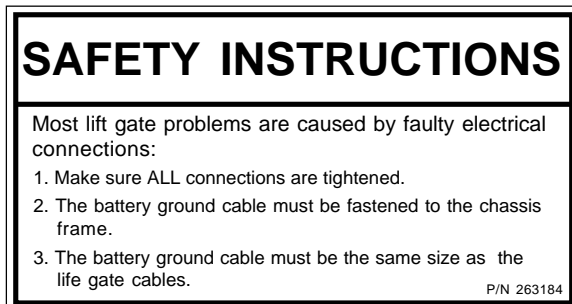 SAFETY INSTRUCTIONS
Most lift gate problems are caused by faulty electrical
connections:
1. Make sure ALL connections are tightened.
2. The battery ground cable must be fastened to the chassis
frame.
3. The battery ground cable must be the same size as the
life gate cables.
P/N 263184